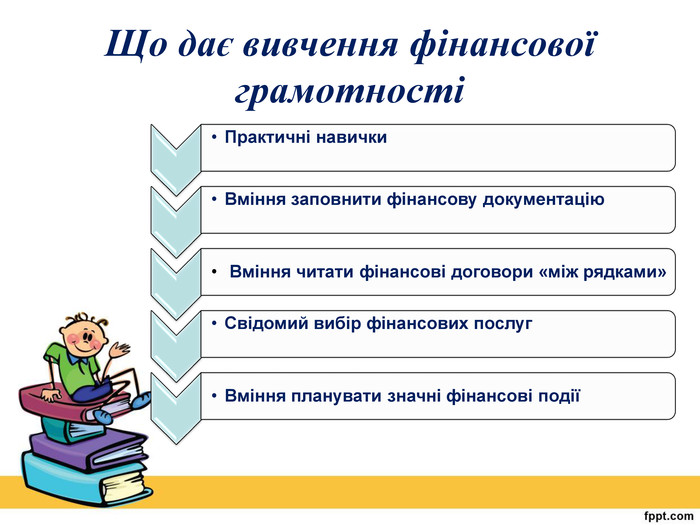 Що дає вивчення фінансової
грамотності
• Практичні навички
• Вміння заповнити фінансову документацію
• Вміння читати фінансові договори «між рядками»
• Свідомий вибір фінансових послуг
• Вміння планувати значні фінансові події
fppt.com